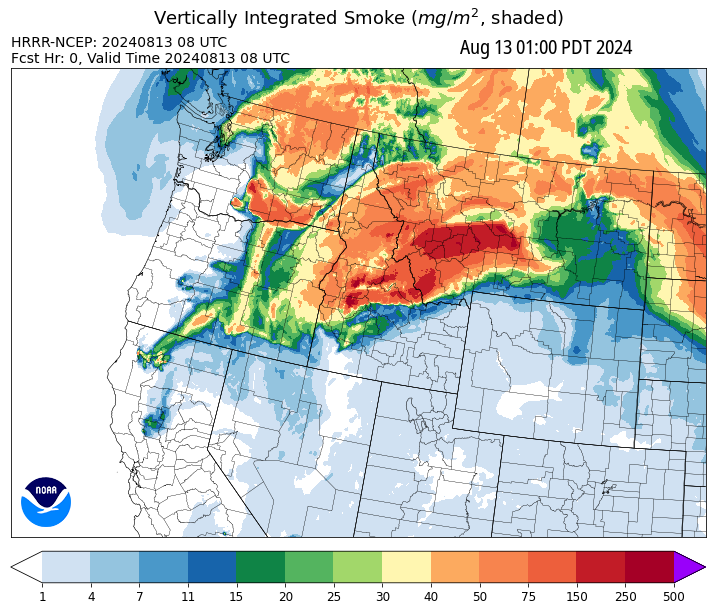 Vertically Integrated Smoke (mg/m², shaded)
HRRR-NCEP: 20240813 08 UTC
Aug 13 01:00 PDT 2024
Fcst Hr: 0, Valid Time 20240813 08 UTC
NOAA
1 4 7 11 15 20 25 30 40 50 75 150 250 500